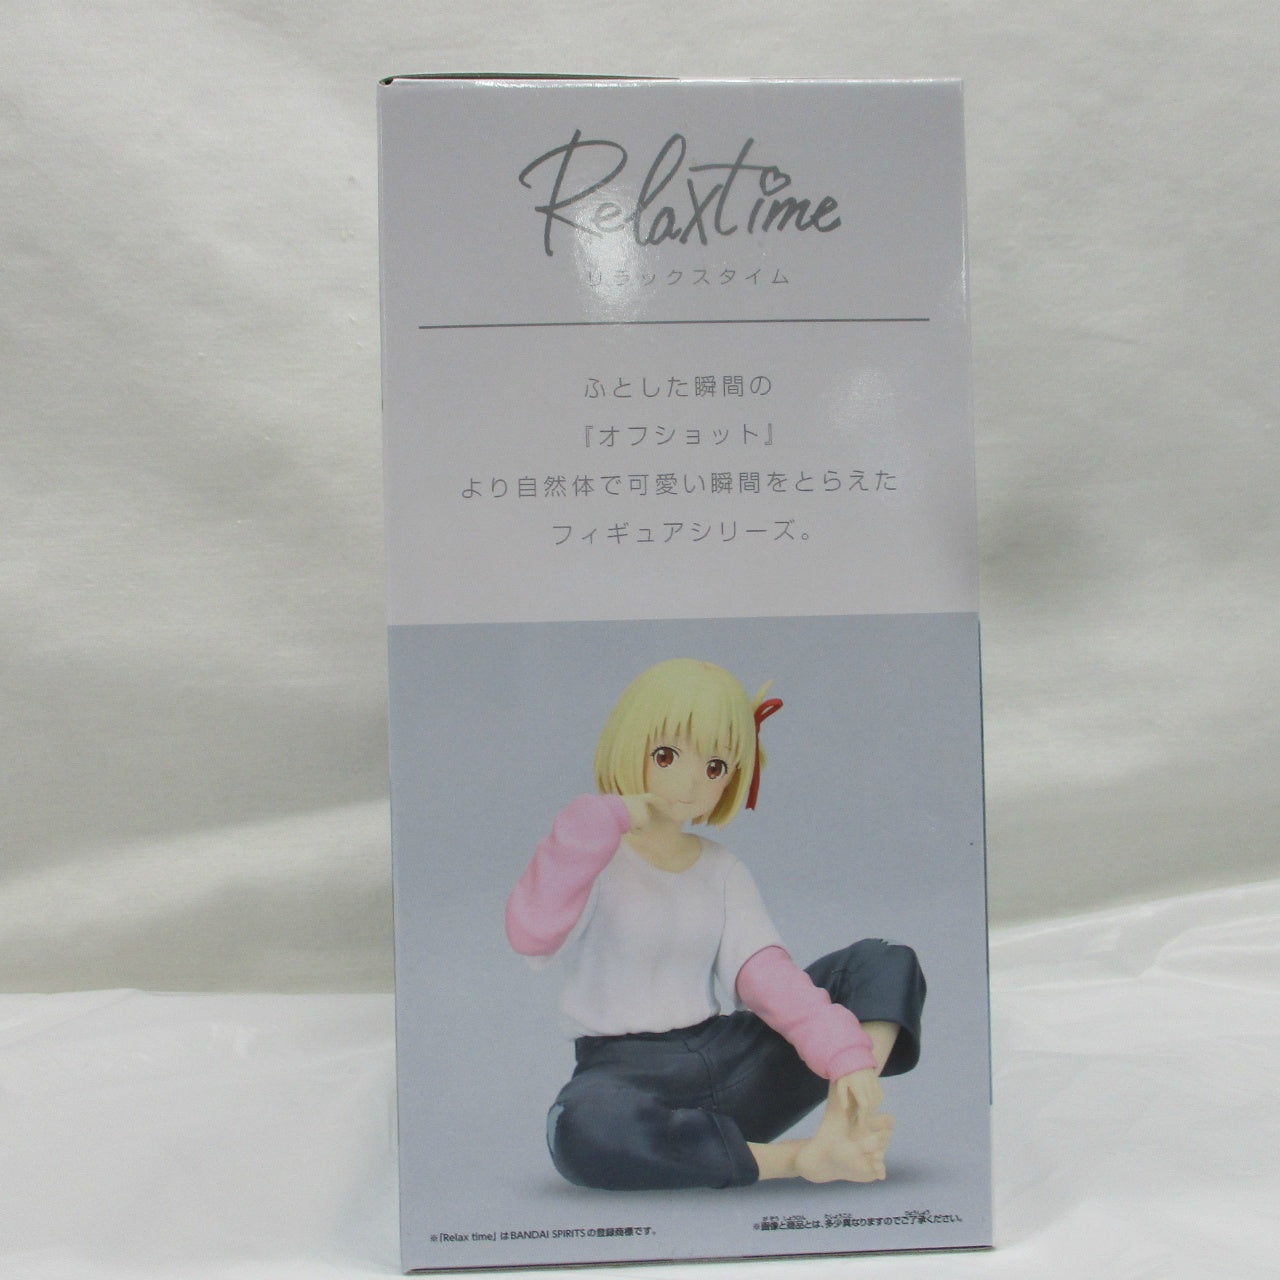 Relax time
リラックスタイム
ふとした瞬間の
『オフショット』
より自然体で可愛い瞬間をとらえた
フィギュアシリーズ。
※「Relax time」はBANDAI SPIRITSの登録商標です。
※画像と商品とは、多少異なりますのでご了承ください。